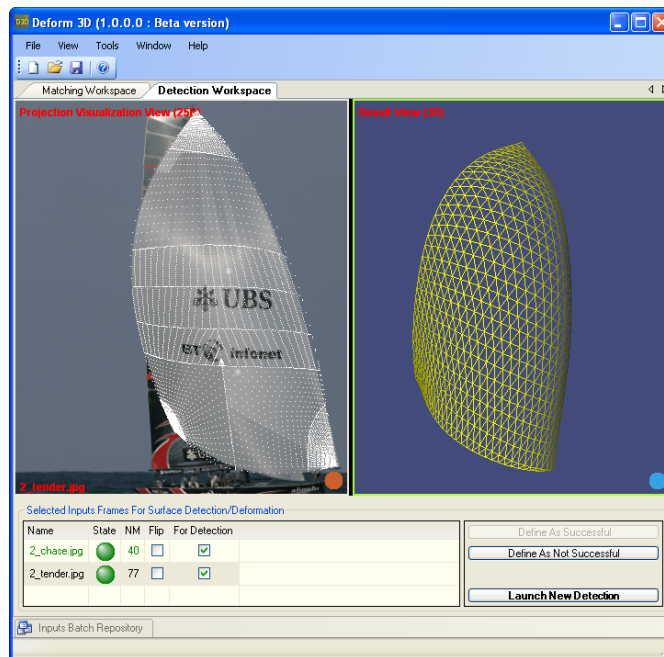 Deform 3D (1.0.0.0 : Beta version)
File View Tools Window Help
Matching Workspace Detection Workspace
Projection Visualization View (25%)
Result View (3D)
UBS
BT infonet
2_tender.jpg
Selected Inputs Frames For Surface Detection/Deformation
Name State NM Flip For Detection
2_chase.jpg 40
2_tender.jpg 77
Define As Successful
Define As Not Successful
Launch New Detection
Inputs Batch Repository